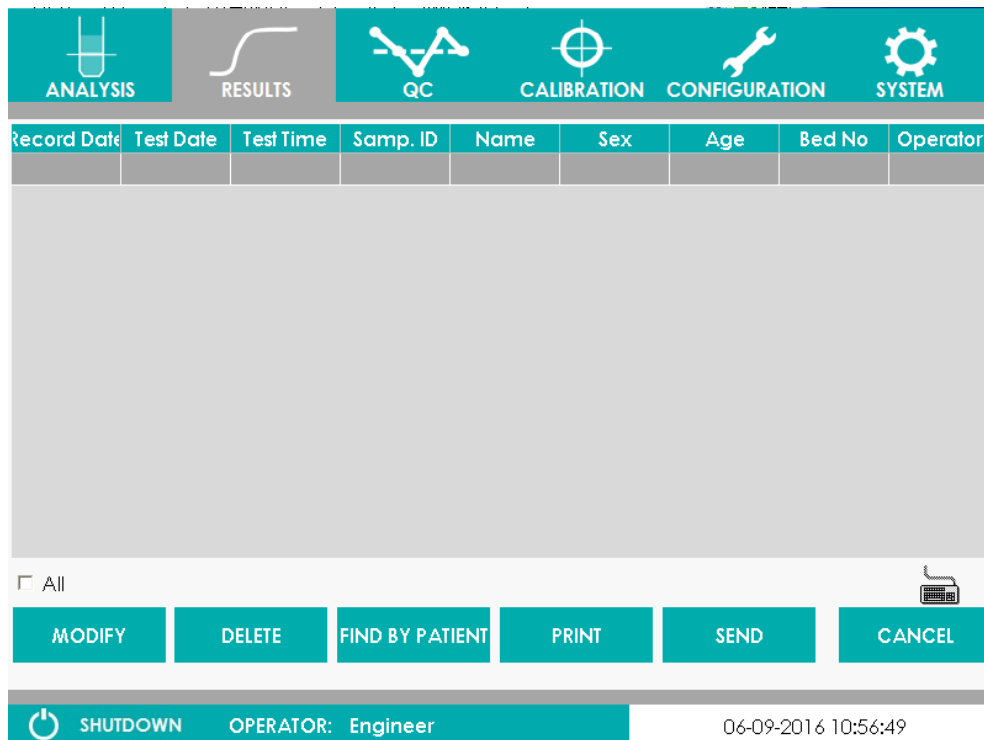 ANALYSIS RESULTS QC CALIBRATION CONFIGURATION SYSTEM
Record Date Test Date Test Time Samp. ID Name Sex Age Bed No Operator
All
MODIFY DELETE FIND BY PATIENT PRINT SEND CANCEL
SHUTDOWN OPERATOR: Engineer 06-09-2016 10:56:49